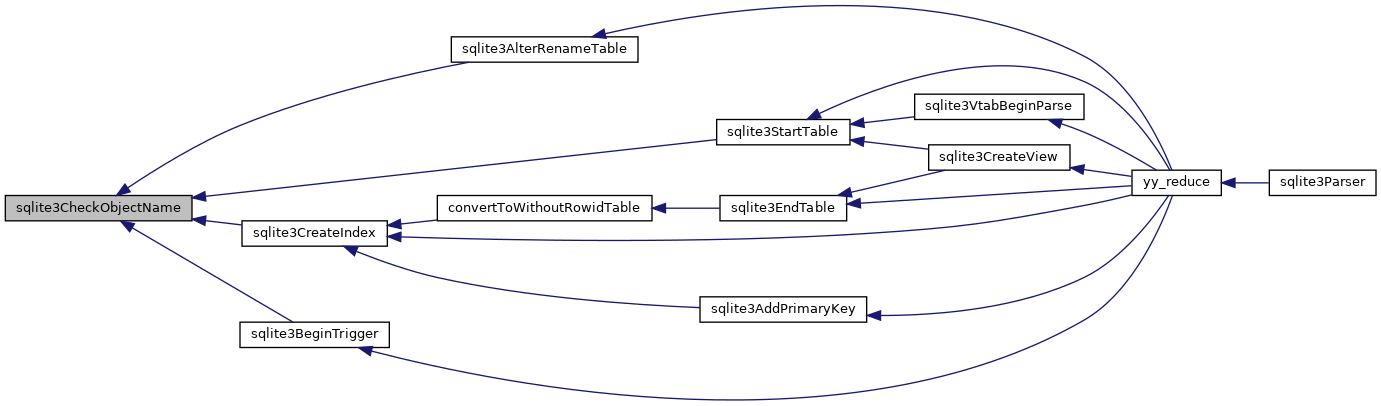 sqlite3AlterRenameTable
sqlite3VtabBeginParse
sqlite3StartTable
sqlite3CreateView
yy_reduce
sqlite3Parser
sqlite3CheckObjectName
convertToWithoutRowidTable
sqlite3EndTable
sqlite3CreateIndex
sqlite3AddPrimaryKey
sqlite3BeginTrigger